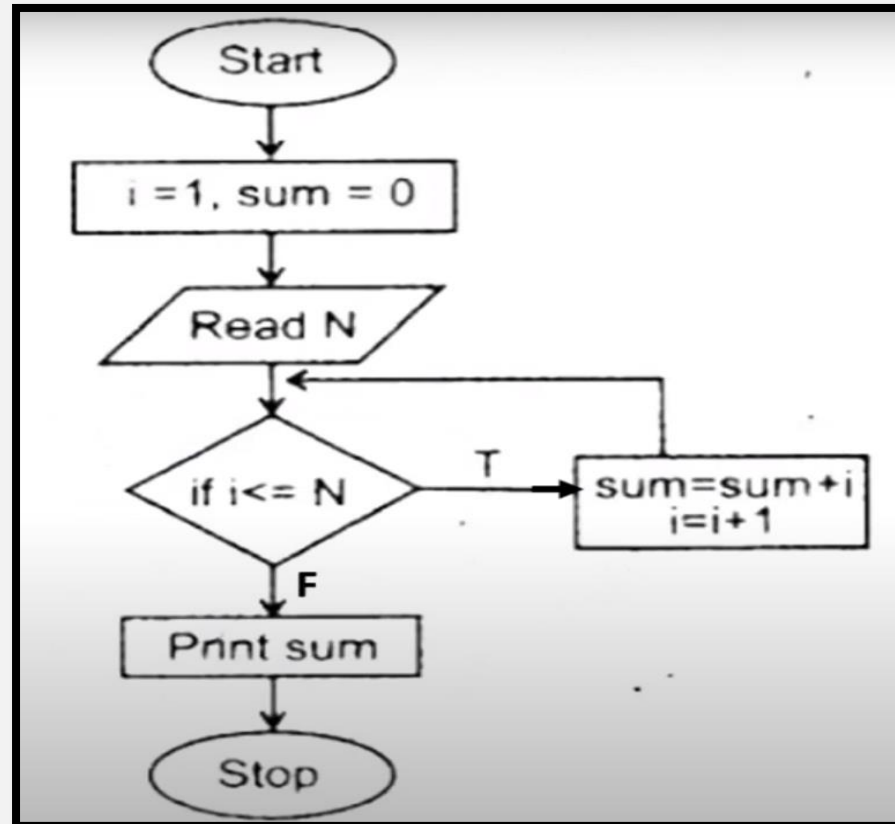 Start
i =1, sum = 0
Read N
if i<= N
T
sum=sum+i
i=i+1
F
Print sum
Stop